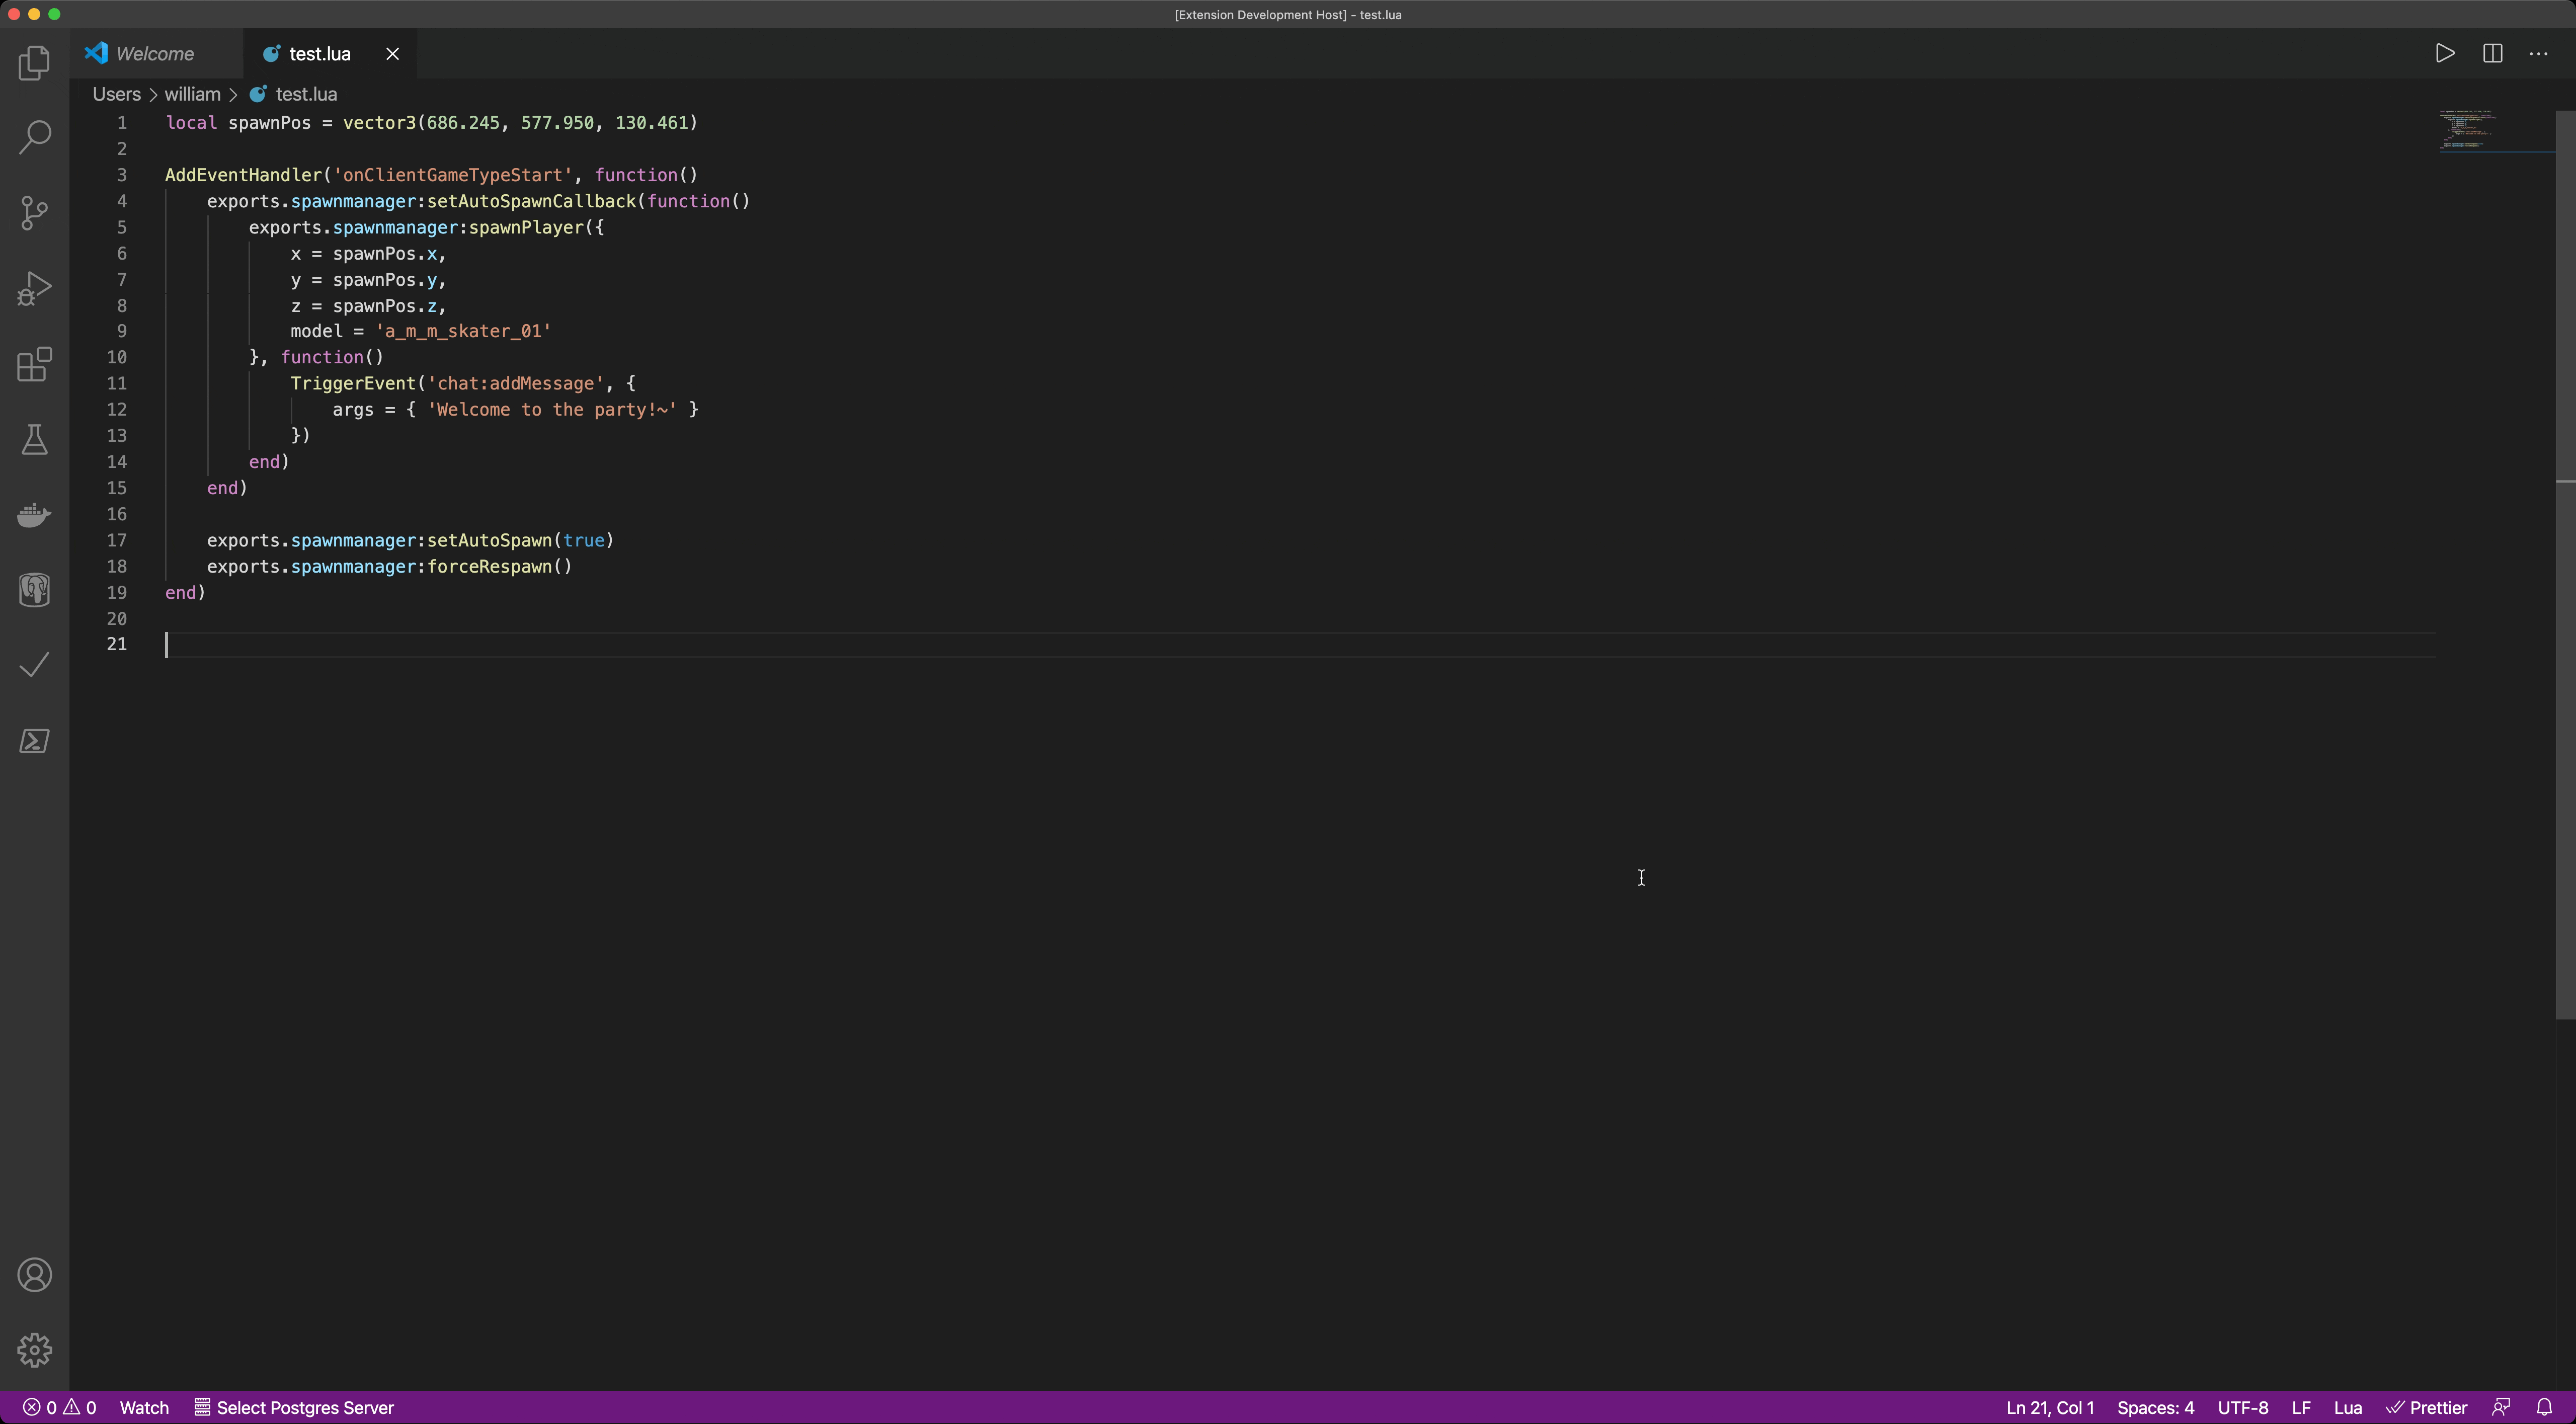 [Extension Development Host] - test.lua
Welcome
test.lua
Users > william > test.lua
1 local spawnPos = vector3(686.245, 577.950, 130.461)
2
3 AddEventHandler('onClientGameTypeStart', function()
4     exports.spawnmanager:setAutoSpawnCallback(function()
5         exports.spawnmanager:spawnPlayer({
6             x = spawnPos.x,
7             y = spawnPos.y,
8             z = spawnPos.z,
9             model = 'a_m_m_skater_01'
10         }, function()
11             TriggerEvent('chat:addMessage', {
12                 args = { 'Welcome to the party!~' }
13             })
14         end)
15     end)
16
17     exports.spawnmanager:setAutoSpawn(true)
18     exports.spawnmanager:forceRespawn()
19 end)
20
21
0 0 Watch Select Postgres Server Ln 21, Col 1 Spaces: 4 UTF-8 LF Lua Prettier